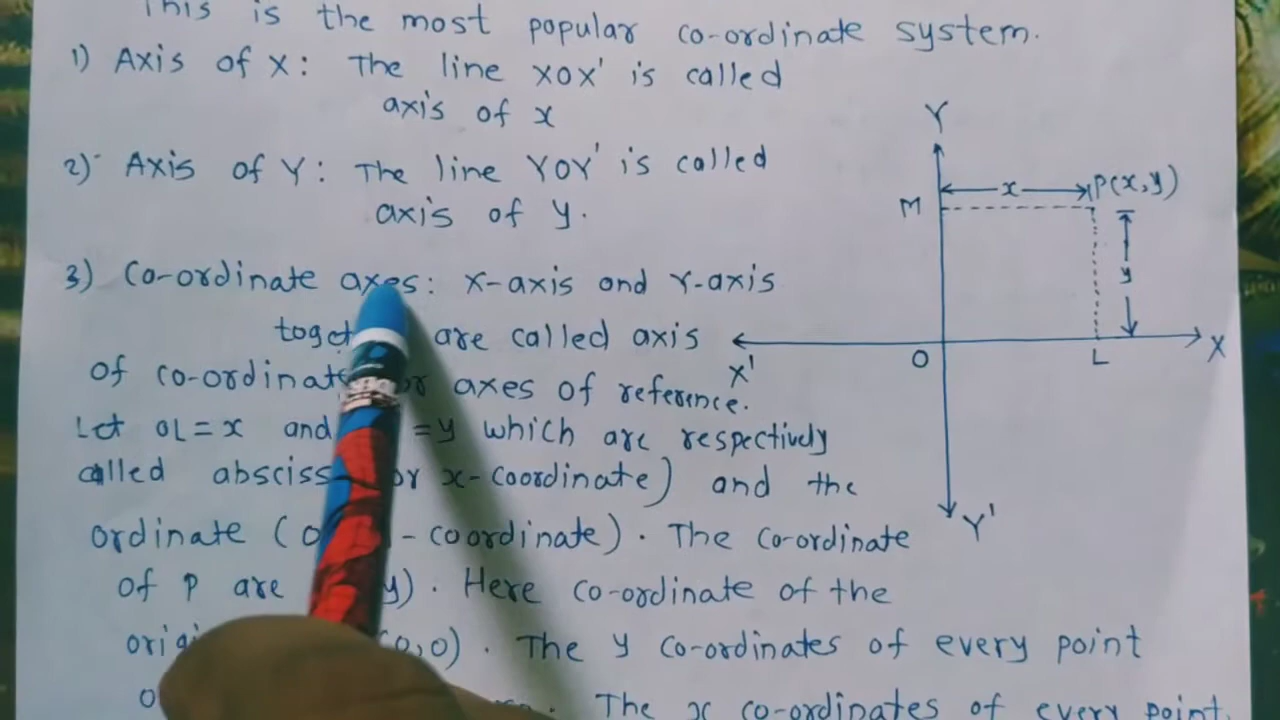 This is the most popular co-ordinate system.
1) Axis of X: The line XOX' is called
axis of x
2) Axis of Y: The line YOY' is called
axis of y.
3) Co-ordinate axes: X-axis and Y-axis
are called axis
of co-ordinate or axes of reference.
Let OL = x and =y which are respectively
called or x-coordinate) and the
ordinate ( - coordinate). The co-ordinate
of P are y). Here co-ordinate of the
(0,0). The y co-ordinates of every point
The x co-ordinates of every point
Y
x
P(x,y)
M
y
X'
O
L
X
Y'